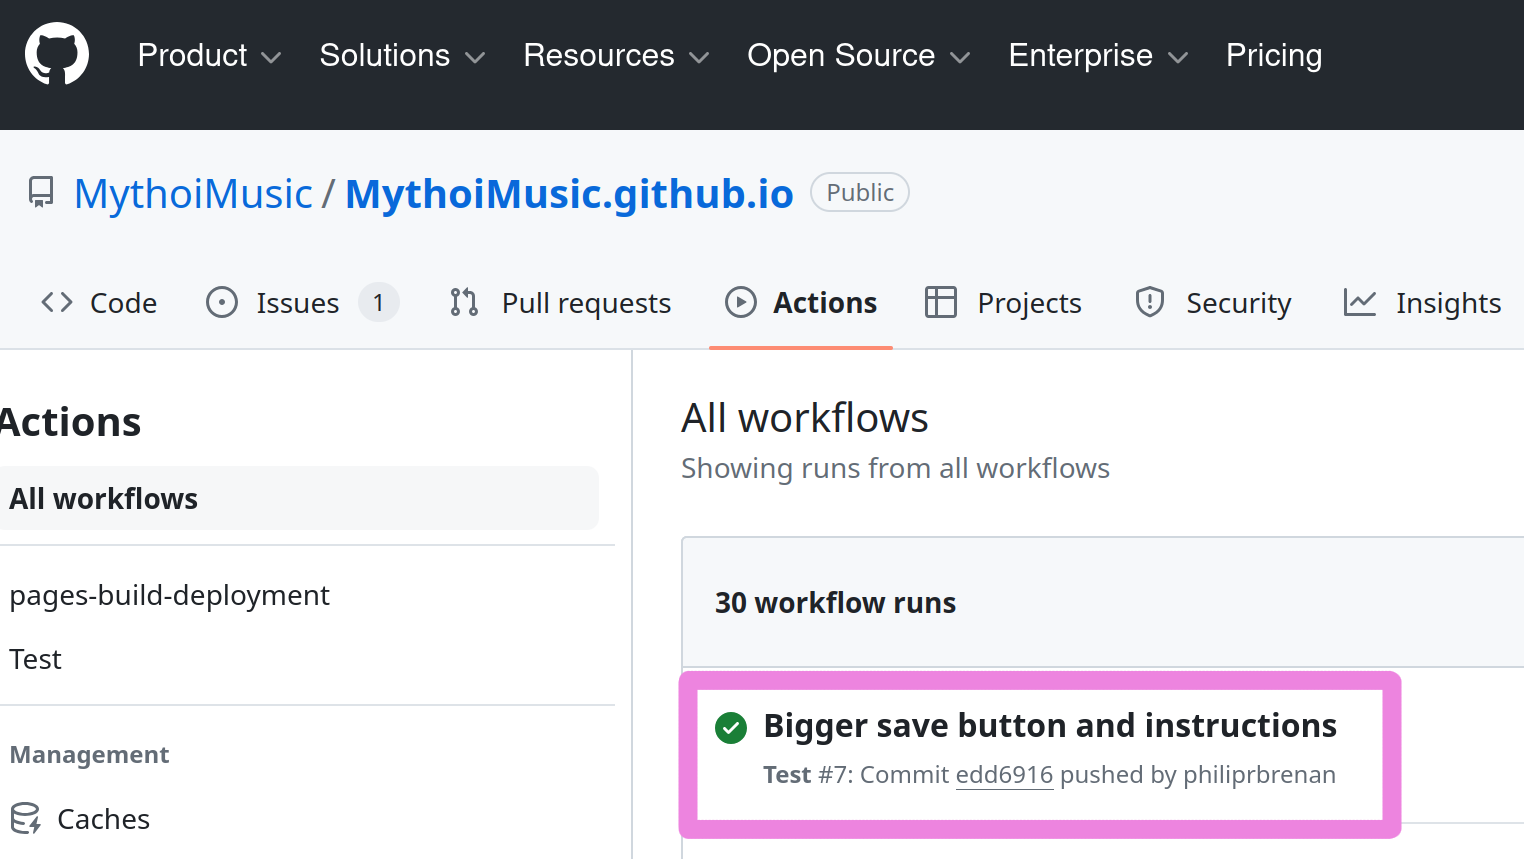 Product Solutions Resources Open Source Enterprise Pricing
MythoiMusic / MythoiMusic.github.io Public
Code Issues 1 Pull requests Actions Projects Security Insights
Actions
All workflows
pages-build-deployment
Test
Management
Caches
All workflows
Showing runs from all workflows
30 workflow runs
Bigger save button and instructions
Test #7: Commit edd6916 pushed by philiprbrenan